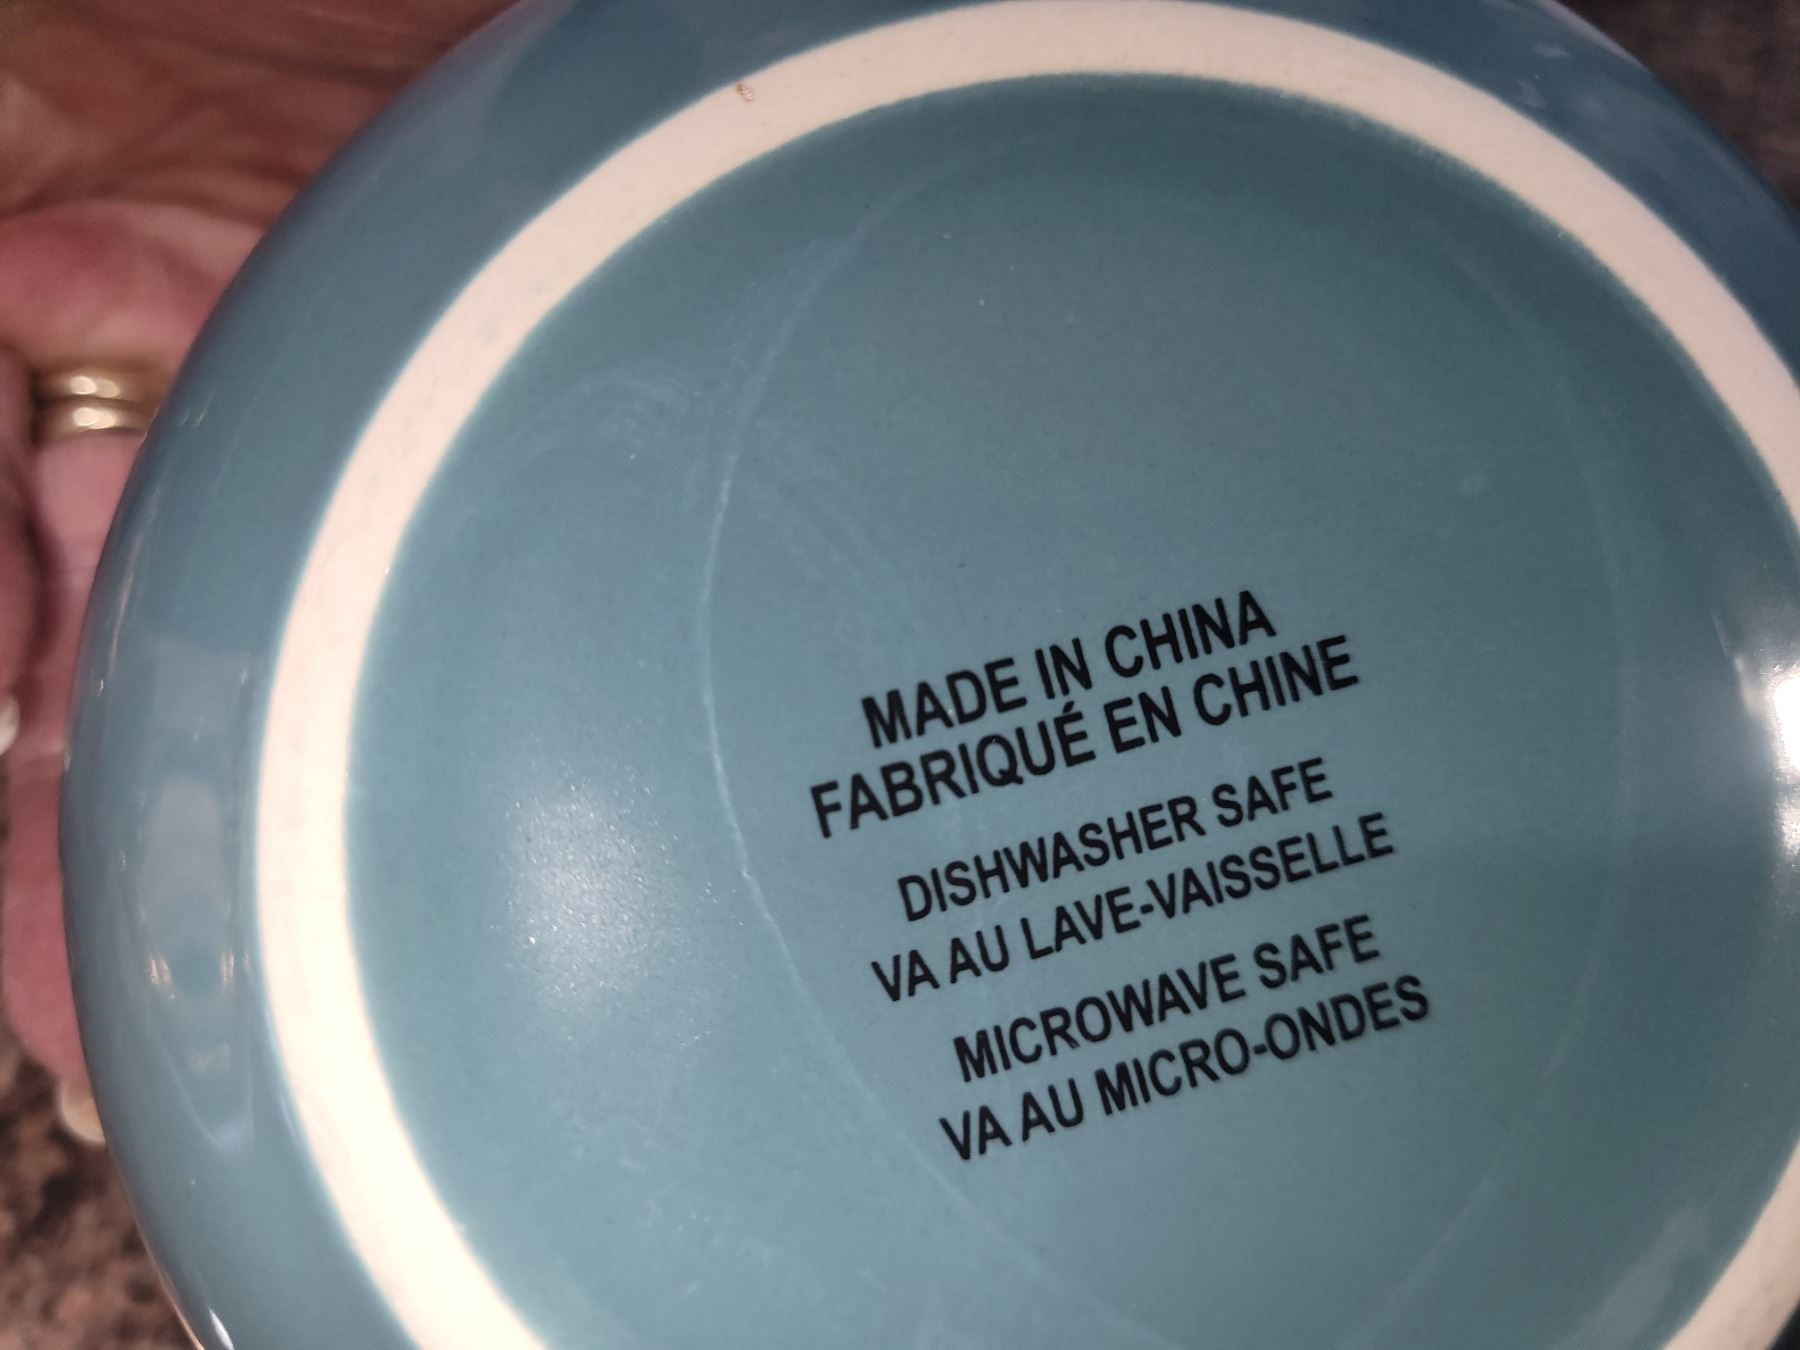 MADE IN CHINA
FABRIQUÉ EN CHINE
DISHWASHER SAFE
VA AU LAVE-VAISSELLE
MICROWAVE SAFE
VA AU MICRO-ONDES